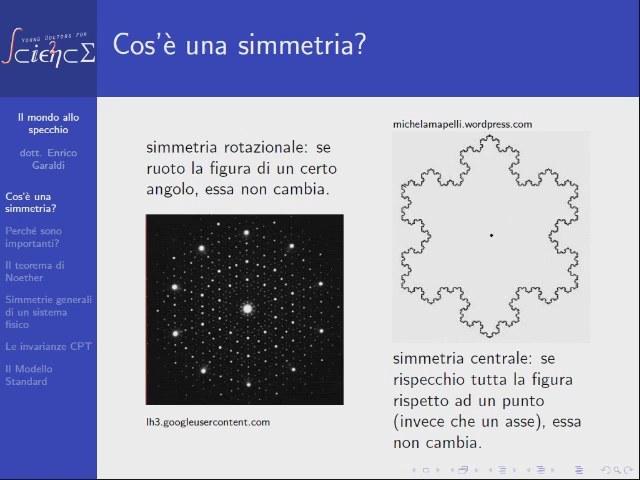 YOUNG DOCTORS FOR
Cos'è una simmetria?
Il mondo allo
specchio
dott. Enrico
Garaldi
Cos'è una
simmetria?
Perché sono
importanti?
Il teorema di
Noether
Simmetrie generali
di un sistema
fisico
Le invarianze CPT
Il Modello
Standard
simmetria rotazionale: se
ruoto la figura di un certo
angolo, essa non cambia.
lh3.googleusercontent.com
michelamapelli.wordpress.com
simmetria centrale: se
rispecchio tutta la figura
rispetto ad un punto
(invece che un asse), essa
non cambia.